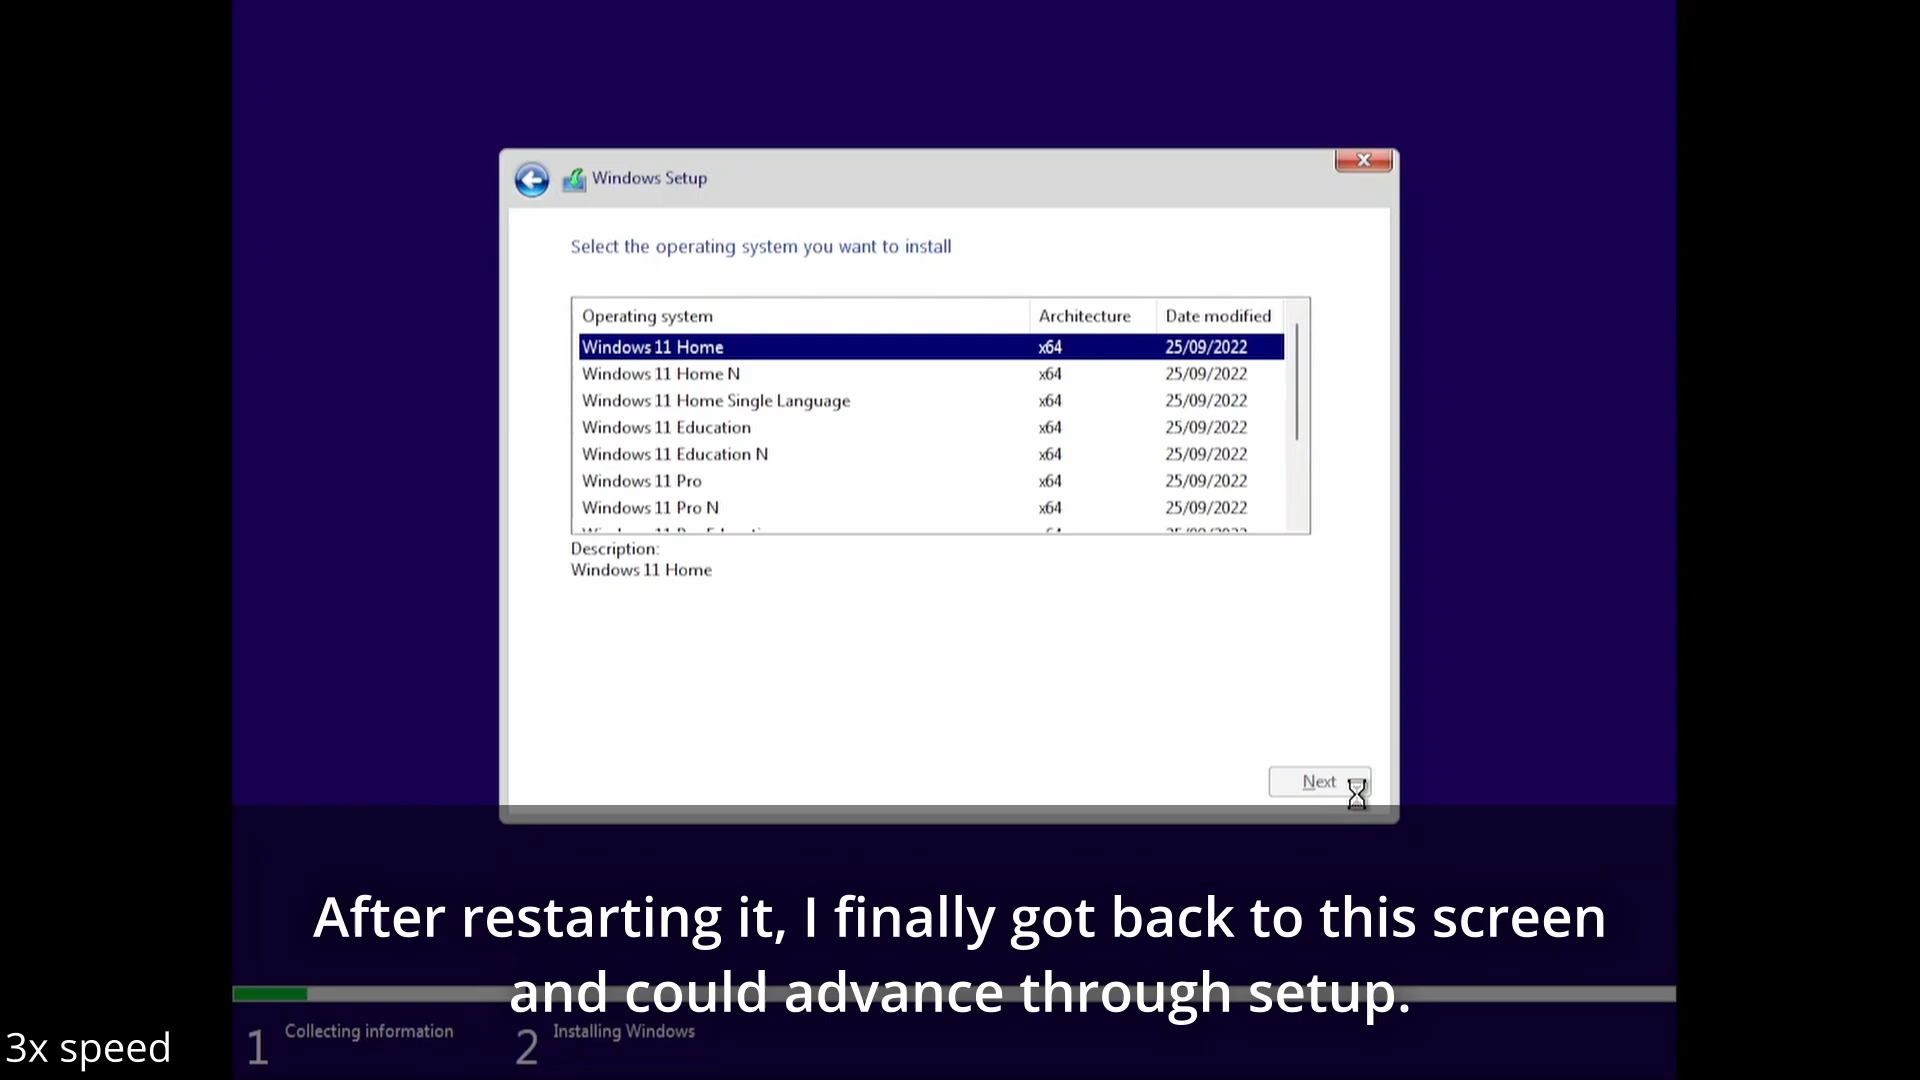 Windows Setup
Select the operating system you want to install
Operating system Architecture Date modified
Windows 11 Home x64 25/09/2022
Windows 11 Home N x64 25/09/2022
Windows 11 Home Single Language x64 25/09/2022
Windows 11 Education x64 25/09/2022
Windows 11 Education N x64 25/09/2022
Windows 11 Pro x64 25/09/2022
Windows 11 Pro N x64 25/09/2022
Description:
Windows 11 Home
Next
After restarting it, I finally got back to this screen
and could advance through setup.
1 Collecting information 2 Installing Windows
3x speed